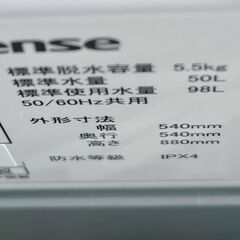 ense
標準脱水容量 5.5kg
標準水量 50L
標準使用水量 98L
50/60Hz共用
外形寸法
幅 540mm
奥行 540mm
高さ 880mm
防水等級 IPX4